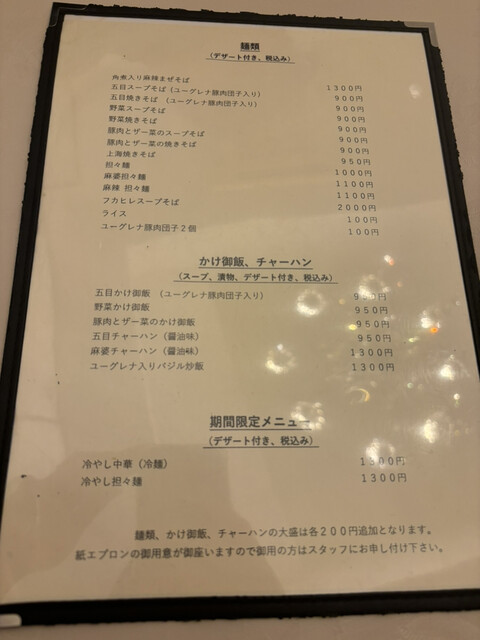 麺類
(デザート付き、税込み)
角煮入り麻辣まぜそば 1300円
五目スープそば (ユーグレナ豚肉団子入り) 900円
五目焼きそば (ユーグレナ豚肉団子入り) 900円
野菜スープそば 900円
野菜焼きそば 900円
豚肉とザー菜のスープそば 900円
豚肉とザー菜の焼きそば 900円
上海焼きそば 950円
担々麺 1000円
麻婆担々麺 1100円
麻辣 担々麺 1100円
フカヒレスープそば 2000円
ライス 100円
ユーグレナ豚肉団子2個 100円
かけ御飯、チャーハン
(スープ、漬物、デザート付き、税込み)
五目かけ御飯 (ユーグレナ豚肉団子入り) 950円
野菜かけ御飯 950円
豚肉とザー菜のかけ御飯 950円
五目チャーハン (醤油味) 950円
麻婆チャーハン (醤油味) 1300円
ユーグレナ入りバジル炒飯 1300円
期間限定メニュー
(デザート付き、税込み)
冷やし中華 (冷麺) 1300円
冷やし担々麺 1300円
麺類、かけ御飯、チャーハンの大盛は各200円追加となります。
紙エプロンの御用意が御座いますので御用の方はスタッフにお申し付け下さい。